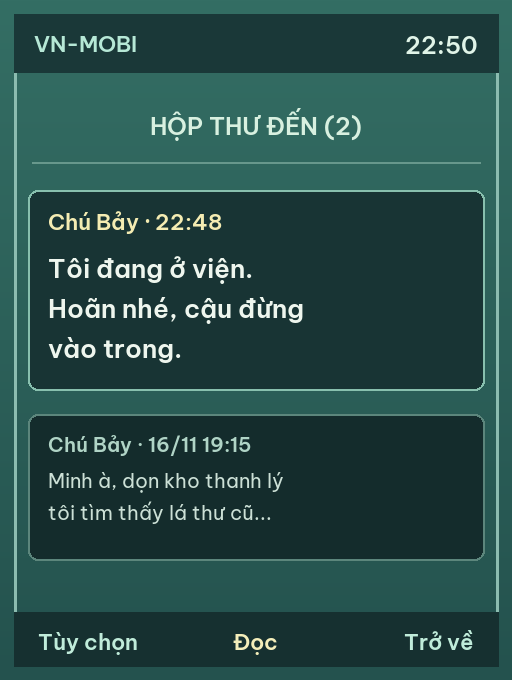 VN-MOBI
22:50
HỘP THƯ ĐẾN (2)
Chú Bảy · 22:48
Tôi đang ở viện.
Hoãn nhé, cậu đừng
vào trong.
Chú Bảy · 16/11 19:15
Minh à, dọn kho thanh lý
tôi tìm thấy lá thư cũ...
Tùy chọn
Đọc
Trở về